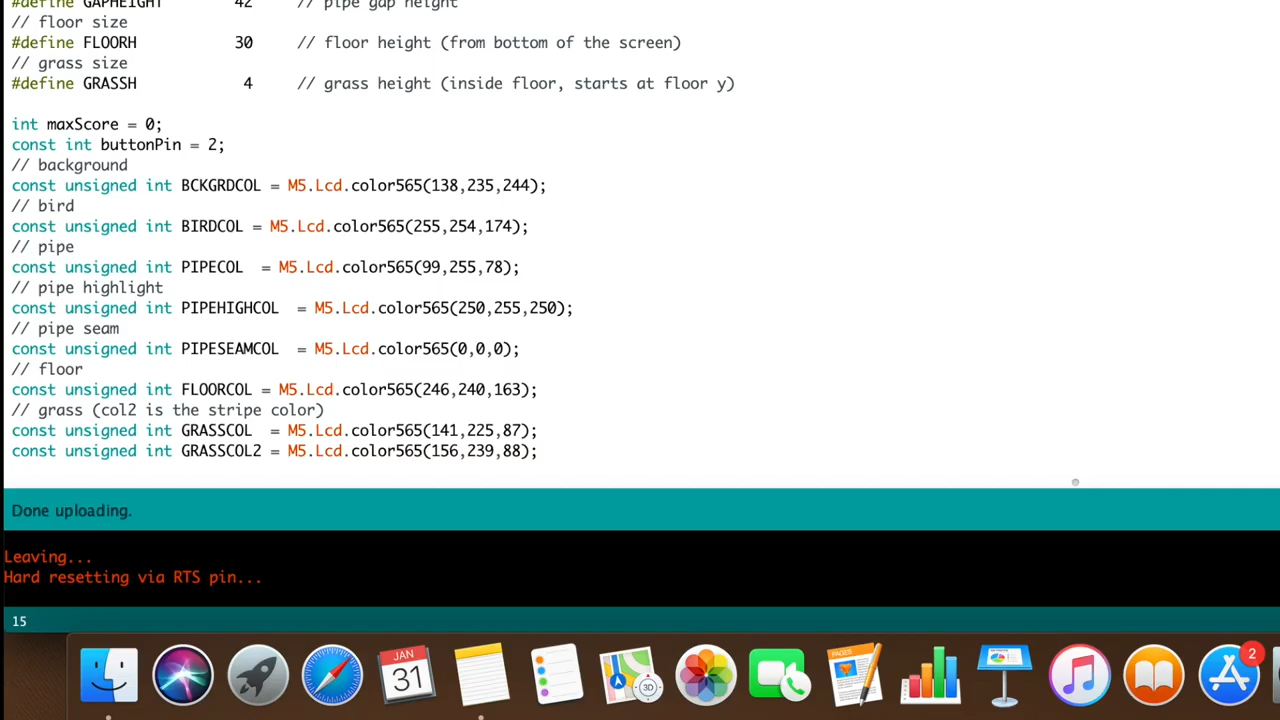 #define GAPHEIGHT 42 // pipe gap height
// floor size
#define FLOORH 30 // floor height (from bottom of the screen)
// grass size
#define GRASSH 4 // grass height (inside floor, starts at floor y)
int maxScore = 0;
const int buttonPin = 2;
// background
const unsigned int BCKGRDCOL = M5.Lcd.color565(138,235,244);
// bird
const unsigned int BIRDCOL = M5.Lcd.color565(255,254,174);
// pipe
const unsigned int PIPECOL  = M5.Lcd.color565(99,255,78);
// pipe highlight
const unsigned int PIPEHIGHCOL  = M5.Lcd.color565(250,255,250);
// pipe seam
const unsigned int PIPESEAMCOL  = M5.Lcd.color565(0,0,0);
// floor
const unsigned int FLOORCOL = M5.Lcd.color565(246,240,163);
// grass (col2 is the stripe color)
const unsigned int GRASSCOL  = M5.Lcd.color565(141,225,87);
const unsigned int GRASSCOL2 = M5.Lcd.color565(156,239,88);
Done uploading.
Leaving...
Hard resetting via RTS pin...
15
JAN
31
3D
PAGES
2